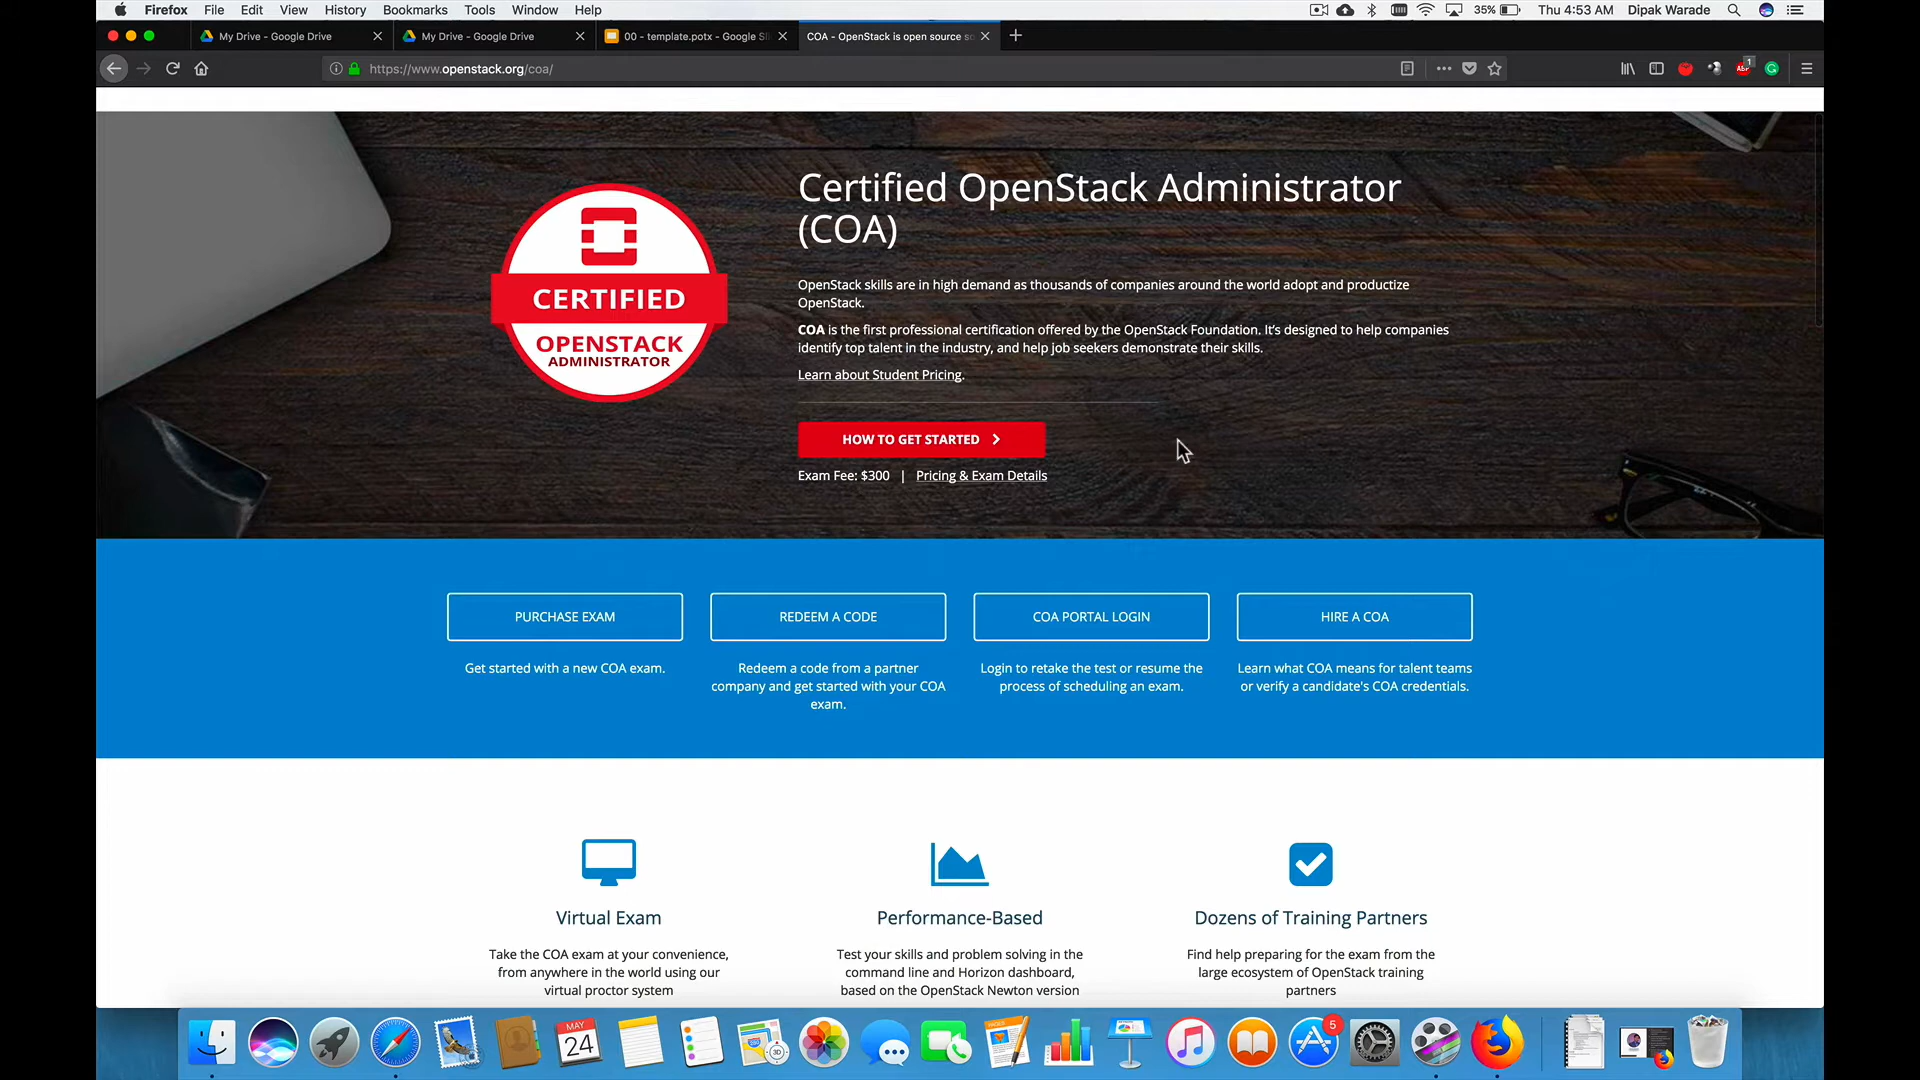 Firefox File Edit View History Bookmarks Tools Window Help 35% Thu 4:53 AM Dipak Warade
My Drive - Google Drive My Drive - Google Drive 00 - template.potx - Google Sli COA - OpenStack is open source so
https://www.openstack.org/coa/
ABP 1
Certified OpenStack Administrator
(COA)
CERTIFIED
OPENSTACK
ADMINISTRATOR
OpenStack skills are in high demand as thousands of companies around the world adopt and productize
OpenStack.
COA is the first professional certification offered by the OpenStack Foundation. It's designed to help companies
identify top talent in the industry, and help job seekers demonstrate their skills.
Learn about Student Pricing.
HOW TO GET STARTED
Exam Fee: $300 | Pricing & Exam Details
PURCHASE EXAM
Get started with a new COA exam.
REDEEM A CODE
Redeem a code from a partner
company and get started with your COA
exam.
COA PORTAL LOGIN
Login to retake the test or resume the
process of scheduling an exam.
HIRE A COA
Learn what COA means for talent teams
or verify a candidate's COA credentials.
Virtual Exam
Take the COA exam at your convenience,
from anywhere in the world using our
virtual proctor system
Performance-Based
Test your skills and problem solving in the
command line and Horizon dashboard,
based on the OpenStack Newton version
Dozens of Training Partners
Find help preparing for the exam from the
large ecosystem of OpenStack training
partners
MAY
24
3D
PAGES
5